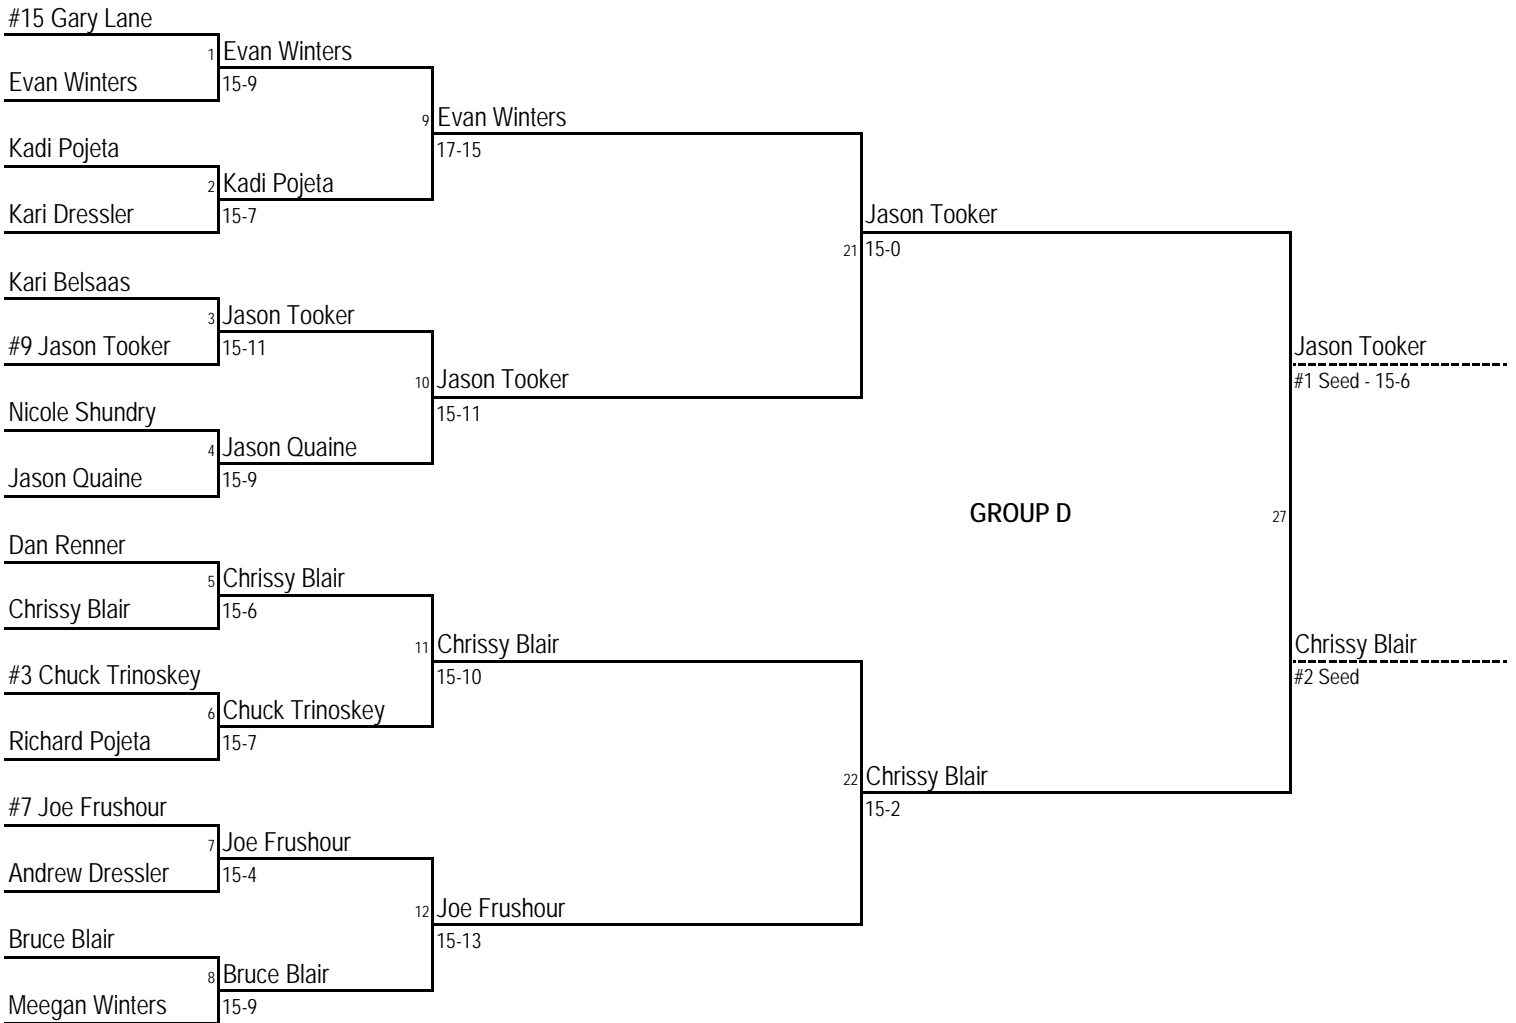 #15 Gary Lane
1
Evan Winters
Evan Winters
15-9
9
Evan Winters
Kadi Pojeta
17-15
2
Kadi Pojeta
Kari Dressler
15-7
Jason Tooker
21
15-0
Kari Belsaas
3
Jason Tooker
#9 Jason Tooker
15-11
Jason Tooker
#1 Seed - 15-6
10
Jason Tooker
Nicole Shundry
15-11
4
Jason Quaine
Jason Quaine
15-9
GROUP D
27
Dan Renner
5
Chrissy Blair
Chrissy Blair
15-6
11
Chrissy Blair
Chrissy Blair
#3 Chuck Trinoskey
15-10
#2 Seed
6
Chuck Trinoskey
Richard Pojeta
15-7
22
Chrissy Blair
#7 Joe Frushour
15-2
7
Joe Frushour
Andrew Dressler
15-4
12
Joe Frushour
Bruce Blair
15-13
8
Bruce Blair
Meegan Winters
15-9